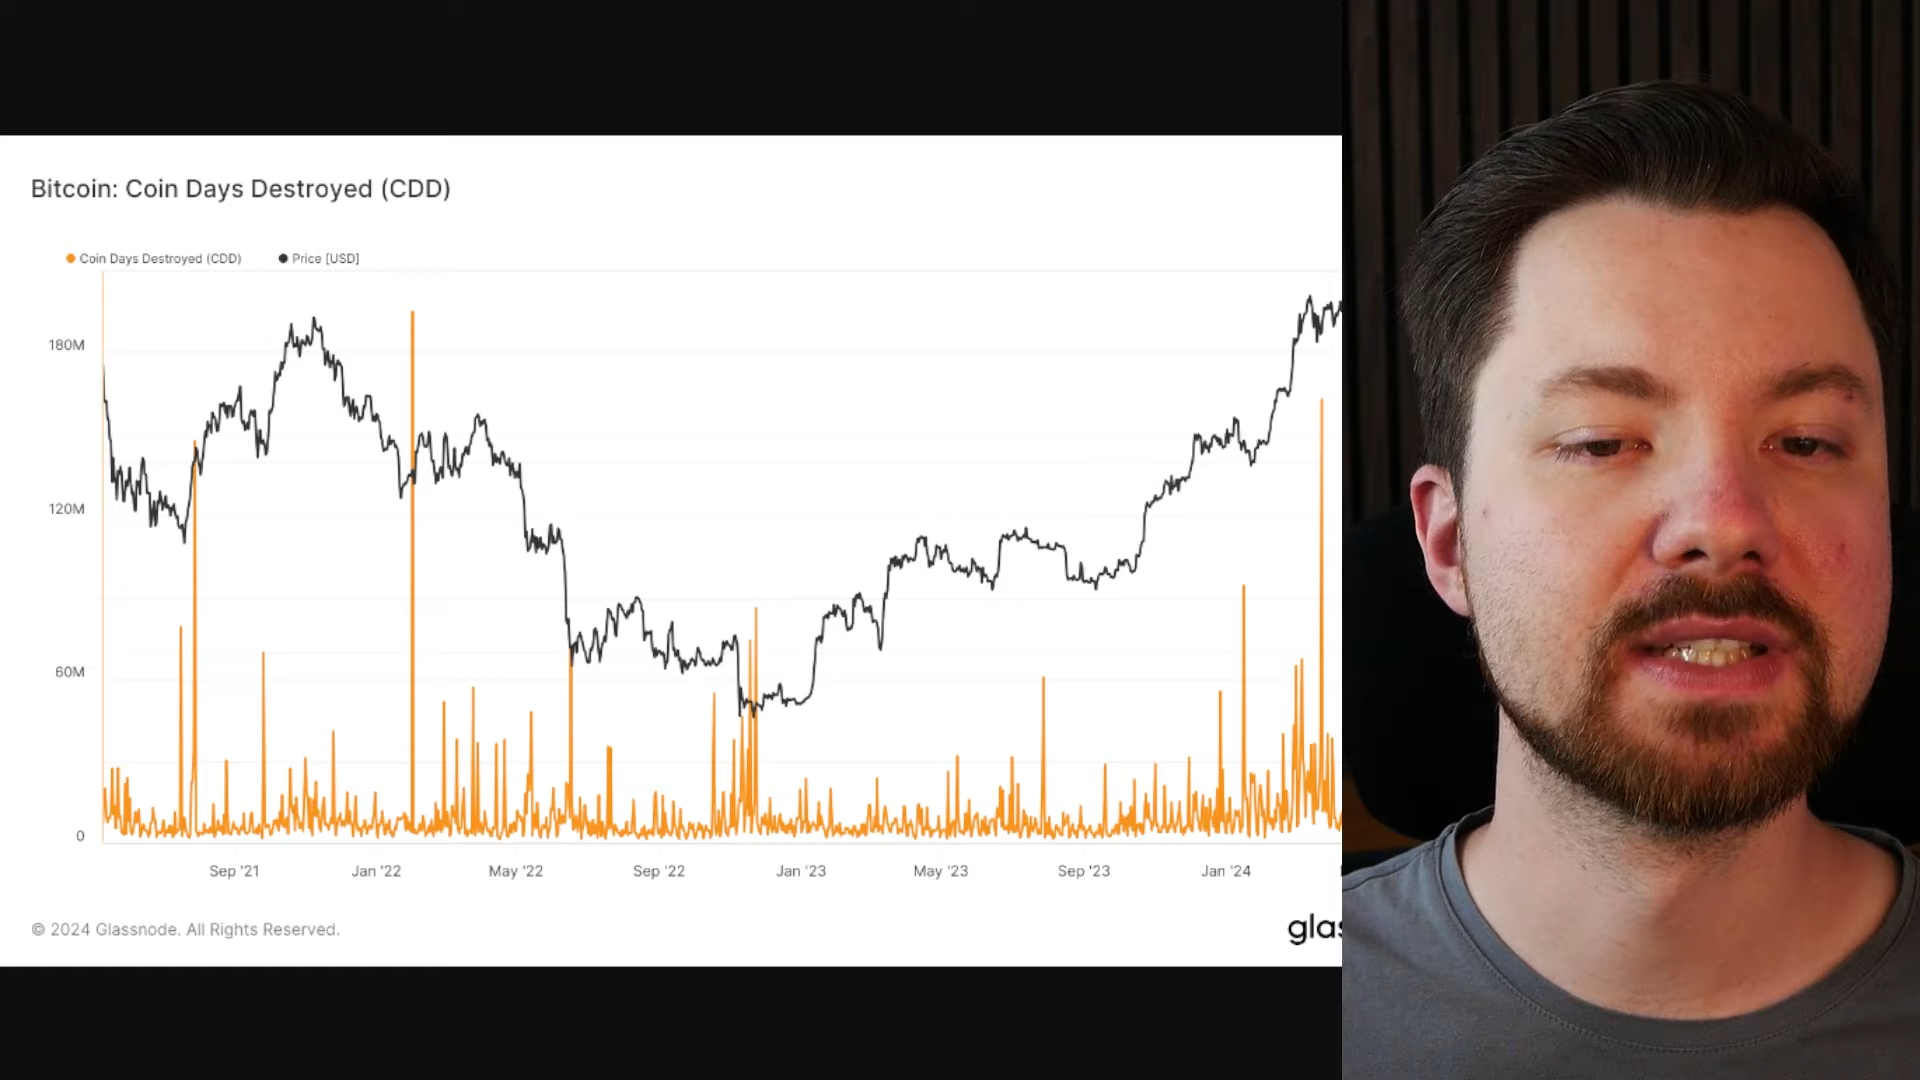 Bitcoin: Coin Days Destroyed (CDD)
Coin Days Destroyed (CDD) Price [USD]
180M
120M
60M
0
Sep '21 Jan '22 May '22 Sep '22 Jan '23 May '23 Sep '23 Jan '24
© 2024 Glassnode. All Rights Reserved.
glas